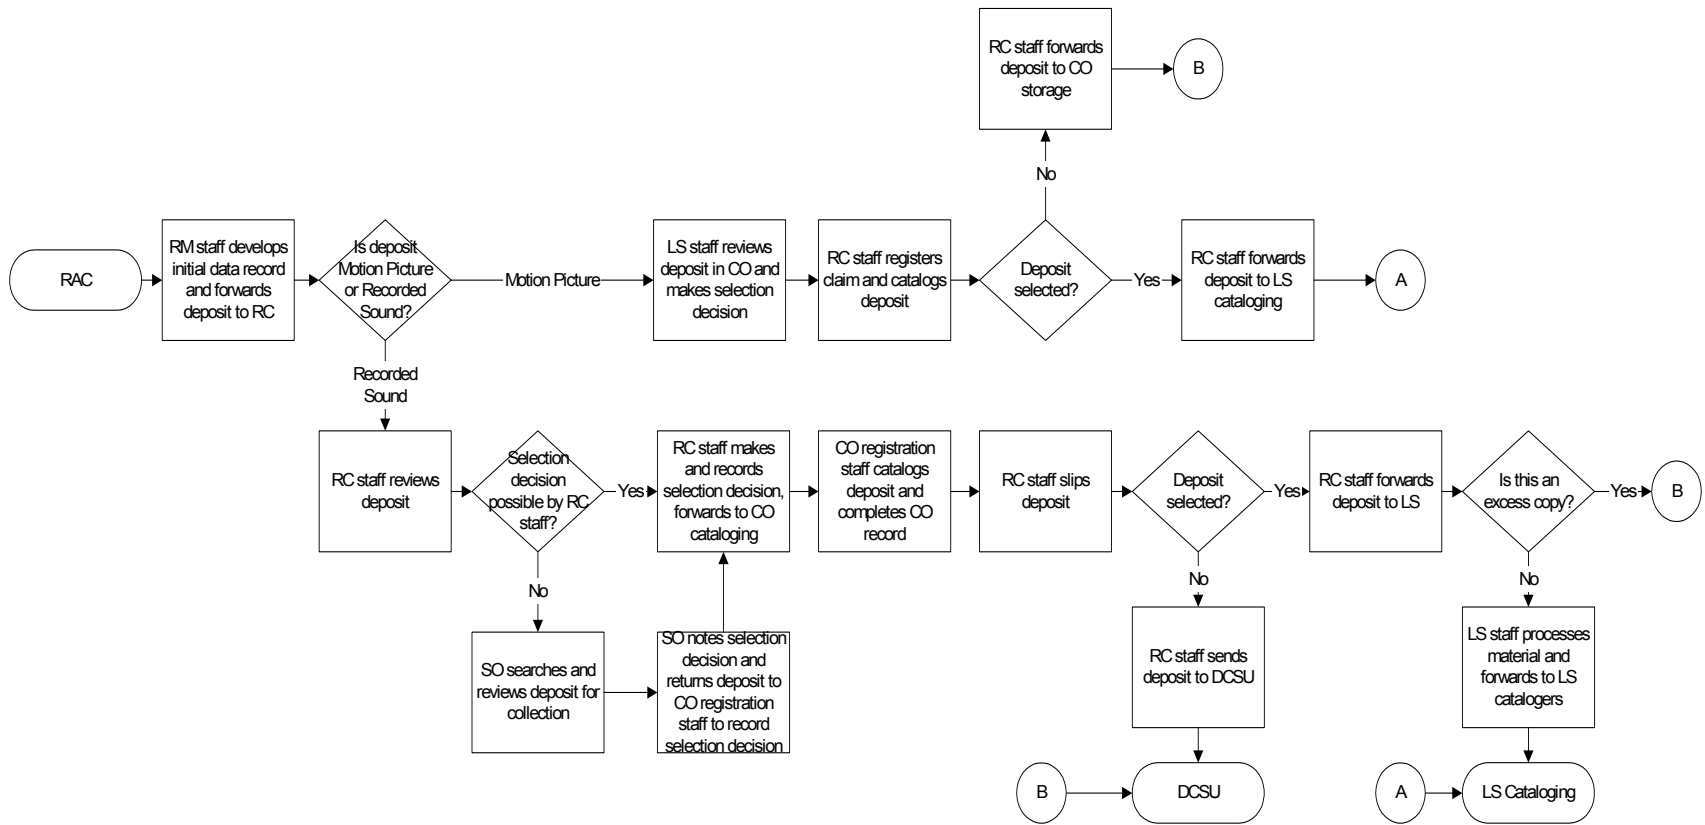 RC staff forwards
deposit to CO
storage
B
No
RAC
RM staff develops
initial data record
and forwards
deposit to RC
Is deposit
Motion Picture
or Recorded
Sound?
Motion Picture
LS staff reviews
deposit in CO and
makes selection
decision
RC staff registers
claim and catalogs
deposit
Deposit
selected?
Yes
RC staff forwards
deposit to LS
cataloging
A
Recorded
Sound
RC staff reviews
deposit
Selection
decision
possible by RC
staff?
Yes
RC staff makes
and records
selection decision,
forwards to CO
cataloging
CO registration
staff catalogs
deposit and
completes CO
record
RC staff slips
deposit
Deposit
selected?
Yes
RC staff forwards
deposit to LS
Is this an
excess copy?
Yes
B
No
No
No
SO searches and
reviews deposit for
collection
SO notes selection
decision and
returns deposit to
CO registration
staff to record
selection decision
RC staff sends
deposit to DCSU
LS staff processes
material and
forwards to LS
catalogers
B
DCSU
A
LS Cataloging